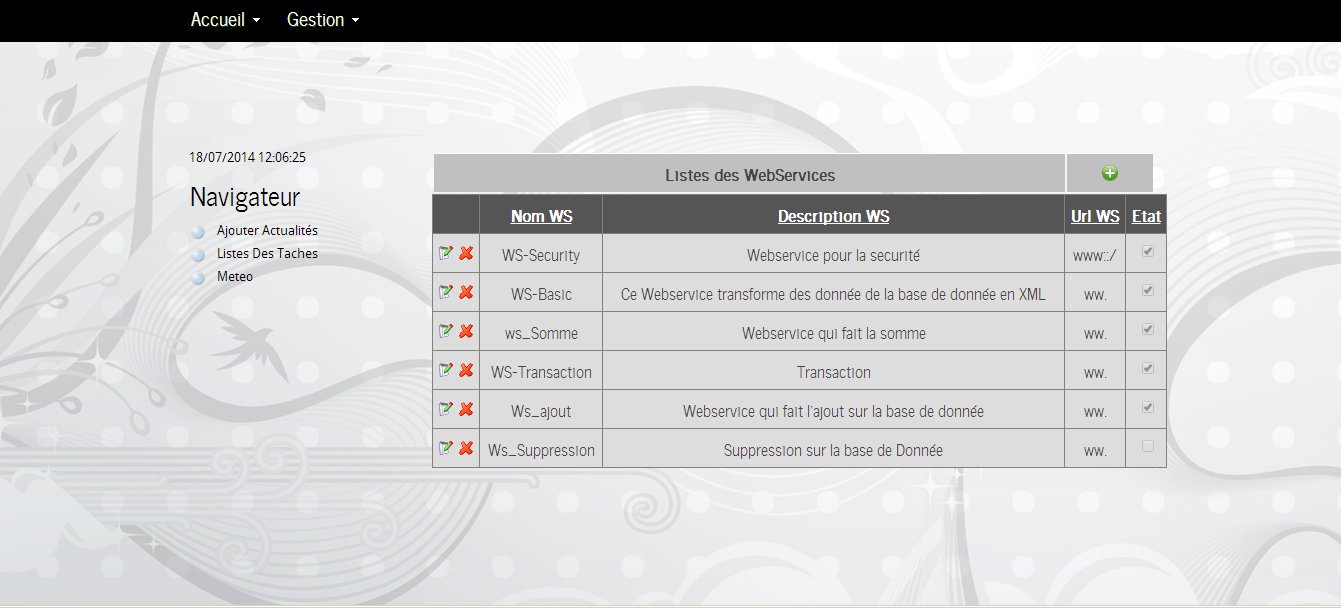 Accueil Gestion
18/07/2014 12:06:25
Navigateur
Ajouter Actualités
Listes Des Taches
Meteo
Listes des WebServices
Nom WS Description WS Url WS Etat
WS-Security Webservice pour la securité www::/
WS-Basic Ce Webservice transforme des donnée de la base de donnée en XML ww.
ws_Somme Webservice qui fait la somme ww.
WS-Transaction Transaction ww.
Ws_ajout Webservice qui fait l'ajout sur la base de donnée ww.
Ws_Suppression Suppression sur la base de Donnée ww.